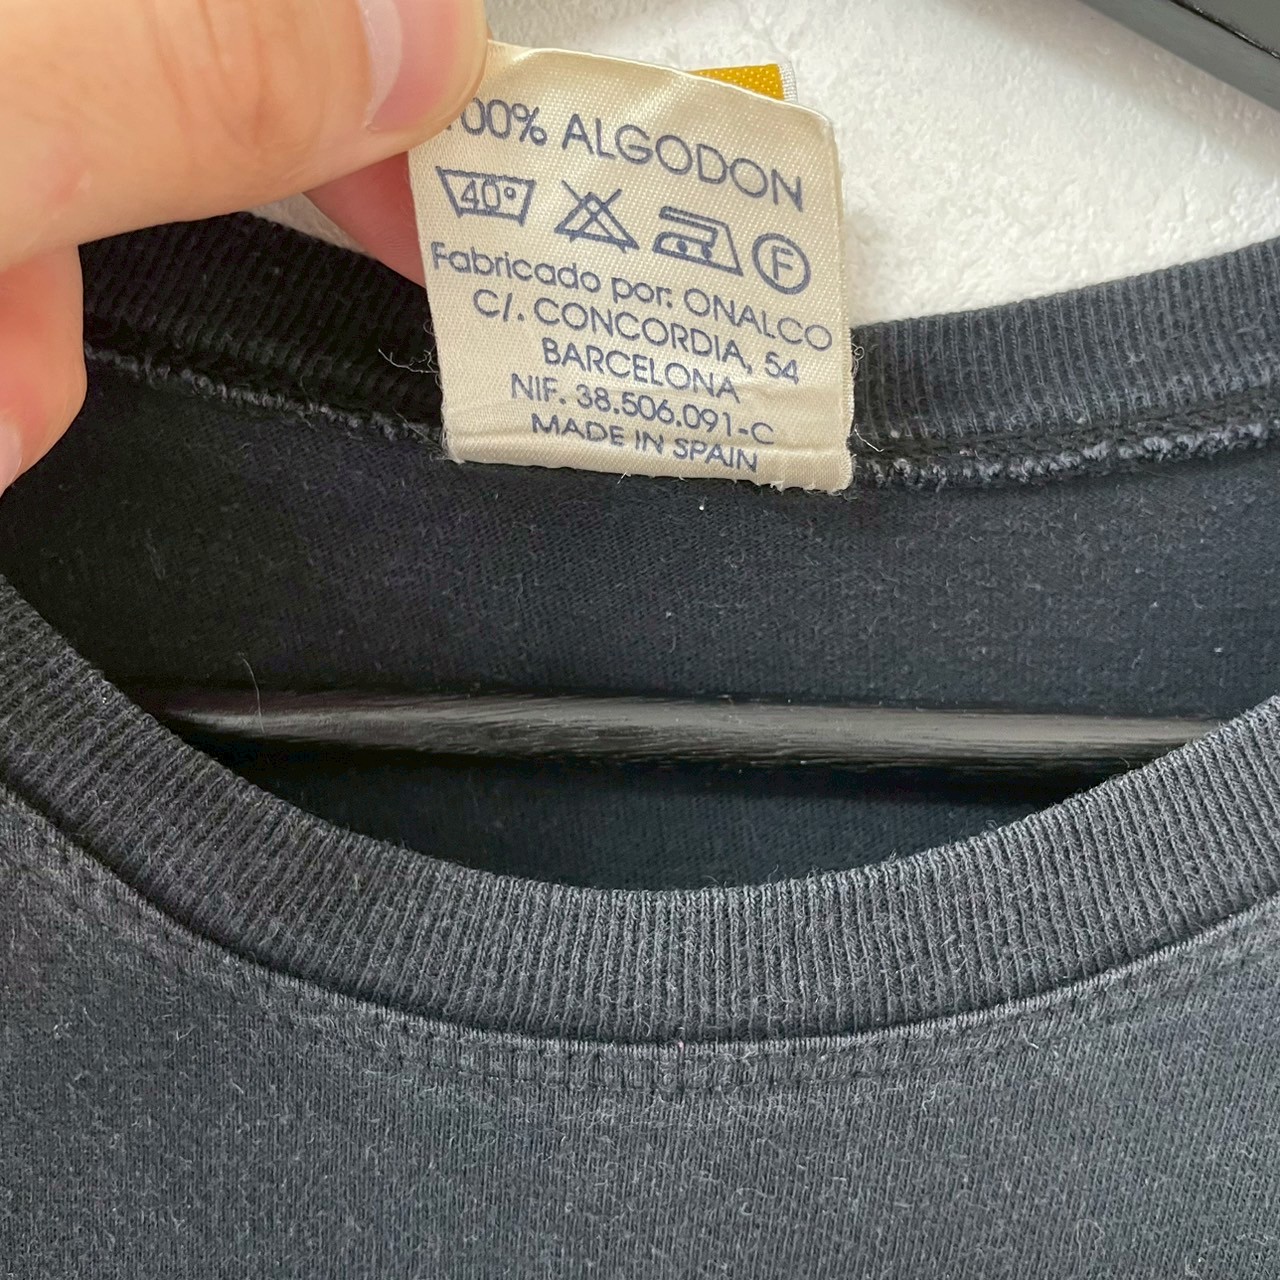 100% ALGODON
40°
F
Fabricado por: ONALCO
C/. CONCORDIA, 54
BARCELONA
NIF. 38.506.091-C
MADE IN SPAIN